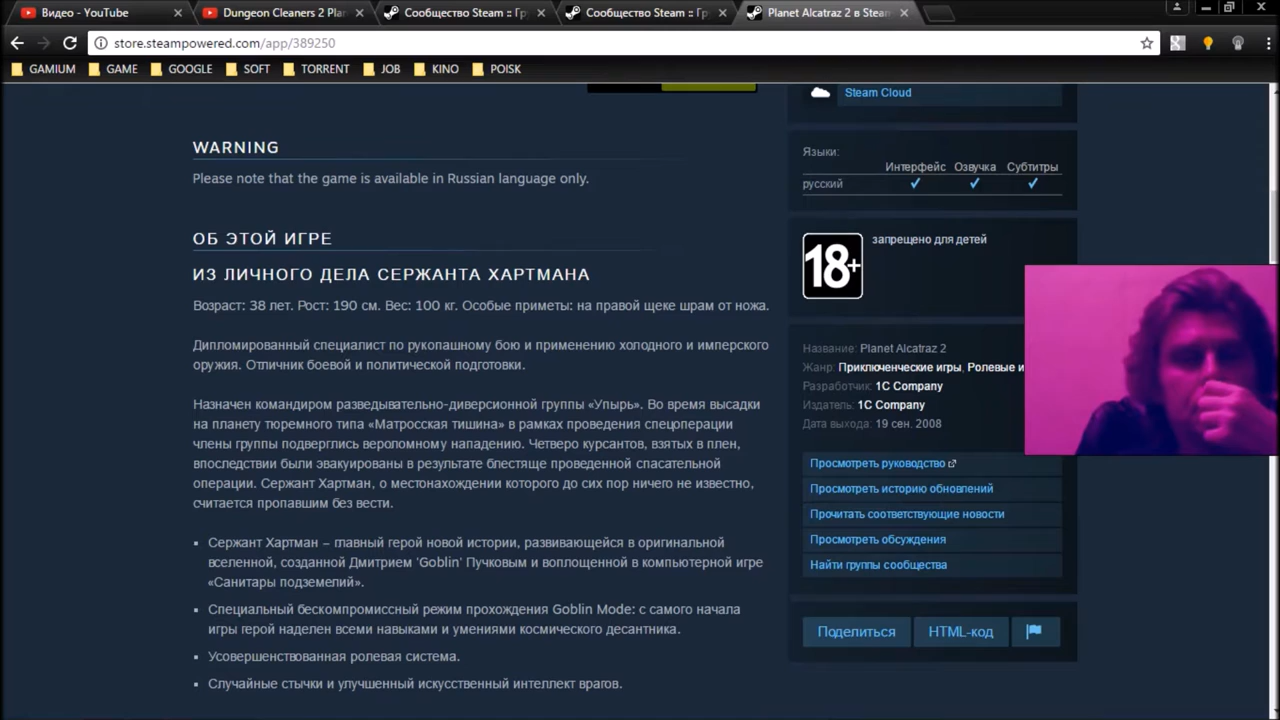 Видео - YouTube
Dungeon Cleaners 2 Plan
Сообщество Steam :: Гр
Сообщество Steam :: Гр
Planet Alcatraz 2 в Steam
store.steampowered.com/app/389250
GAMIUM
GAME
GOOGLE
SOFT
TORRENT
JOB
KINO
POISK
WARNING
Please note that the game is available in Russian language only.
ОБ ЭТОЙ ИГРЕ
ИЗ ЛИЧНОГО ДЕЛА СЕРЖАНТА ХАРТМАНА
Возраст: 38 лет. Рост: 190 см. Вес: 100 кг. Особые приметы: на правой щеке шрам от ножа.
Дипломированный специалист по рукопашному бою и применению холодного и имперского
оружия. Отличник боевой и политической подготовки.
Назначен командиром разведывательно-диверсионной группы «Упырь». Во время высадки
на планету тюремного типа «Матросская тишина» в рамках проведения спецоперации
члены группы подверглись вероломному нападению. Четверо курсантов, взятых в плен,
впоследствии были эвакуированы в результате блестяще проведенной спасательной
операции. Сержант Хартман, о местонахождении которого до сих пор ничего не известно,
считается пропавшим без вести.
Сержант Хартман – главный герой новой истории, развивающейся в оригинальной
вселенной, созданной Дмитрием 'Goblin' Пучковым и воплощенной в компьютерной игре
«Санитары подземелий».
Специальный бескомпромиссный режим прохождения Goblin Mode: с самого начала
игры герой наделен всеми навыками и умениями космического десантника.
Усовершенствованная ролевая система.
Случайные стычки и улучшенный искусственный интеллект врагов.
Steam Cloud
Языки:
Интерфейс Озвучка Субтитры
русский
18+
запрещено для детей
Название: Planet Alcatraz 2
Жанр: Приключенческие игры, Ролевые и
Разработчик: 1C Company
Издатель: 1C Company
Дата выхода: 19 сен. 2008
Просмотреть руководство
Просмотреть историю обновлений
Прочитать соответствующие новости
Просмотреть обсуждения
Найти группы сообщества
Поделиться
HTML-код